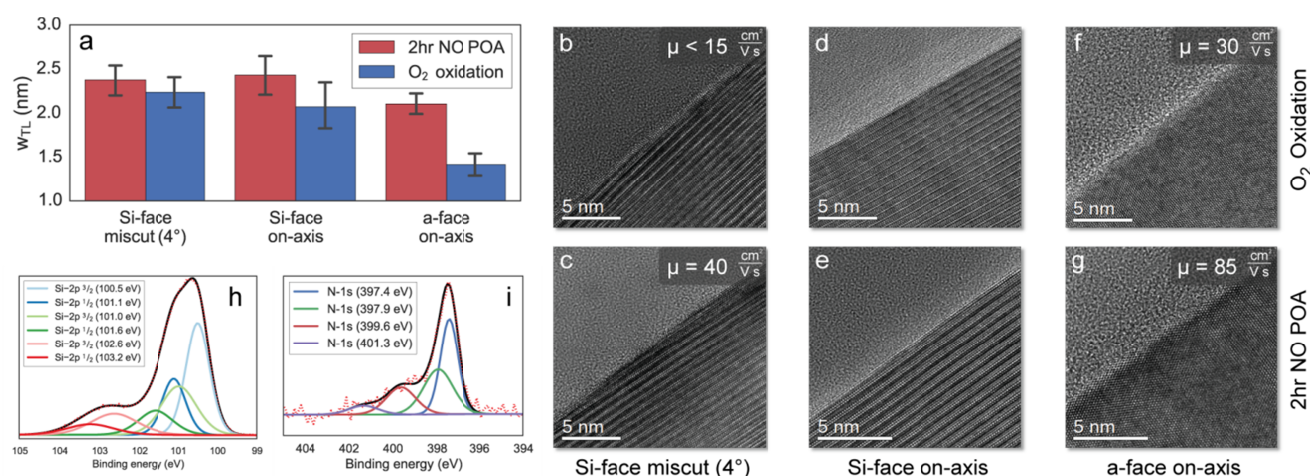 a
3.0
2.5
2.0
1.5
1.0
w_TL (nm)
2hr NO POA
O₂ oxidation
Si-face
miscut (4°)
Si-face
on-axis
a-face
on-axis
h
Si−2p ³/₂ (100.5 eV)
Si−2p ¹/₂ (101.1 eV)
Si−2p ³/₂ (101.0 eV)
Si−2p ¹/₂ (101.6 eV)
Si−2p ³/₂ (102.6 eV)
Si−2p ¹/₂ (103.2 eV)
105 104 103 102 101 100 99
Binding energy (eV)
i
N-1s (397.4 eV)
N-1s (397.9 eV)
N-1s (399.6 eV)
N-1s (401.3 eV)
404 402 400 398 396 394
Binding energy (eV)
b
μ < 15 cm²/V s
5 nm
d
5 nm
f
μ = 30 cm²/V s
5 nm
O₂ Oxidation
c
μ = 40 cm²/V s
5 nm
e
5 nm
g
μ = 85 cm²/V s
5 nm
2hr NO POA
Si-face miscut (4°)
Si-face on-axis
a-face on-axis